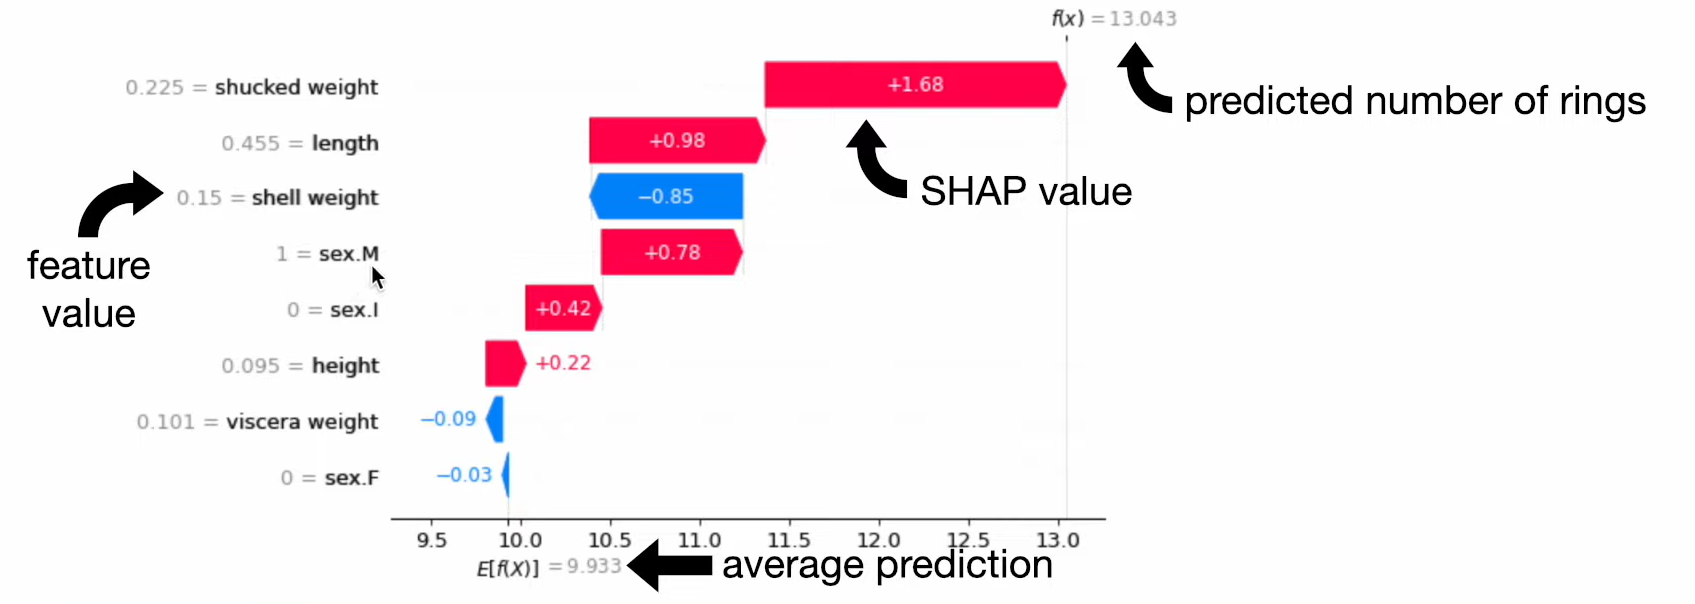 f(x) = 13.043
0.225 = shucked weight
+1.68
predicted number of rings
0.455 = length
+0.98
SHAP value
0.15 = shell weight
−0.85
feature
value
1 = sex.M
+0.78
0 = sex.I
+0.42
0.095 = height
+0.22
0.101 = viscera weight
−0.09
0 = sex.F
−0.03
9.5 10.0 10.5 11.0 11.5 12.0 12.5 13.0
E[f(X)] = 9.933
average prediction